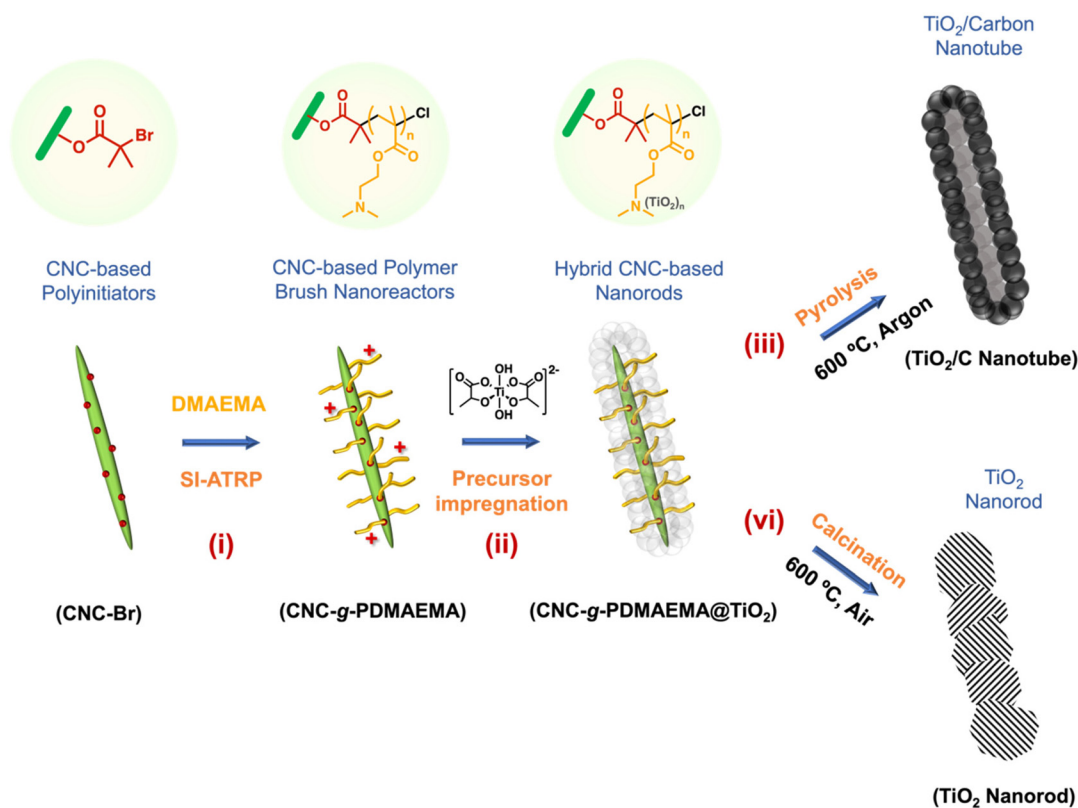 TiO₂/Carbon
Nanotube
O
O
Br
O
O
n
Cl
O
O
N
O
O
n
Cl
O
O
N
(TiO₂)n
CNC-based
Polyinitiators
CNC-based Polymer
Brush Nanoreactors
Hybrid CNC-based
Nanorods
Pyrolysis
600 ºC, Argon
(iii)
(TiO₂/C Nanotube)
DMAEMA
SI-ATRP
(i)
+
+
+
+
OH
O
O
O
O
Ti
O
O
OH
2-
Precursor
impregnation
(ii)
(vi)
Calcination
600 ºC, Air
TiO₂
Nanorod
(CNC-Br)
(CNC-g-PDMAEMA)
(CNC-g-PDMAEMA@TiO₂)
(TiO₂ Nanorod)